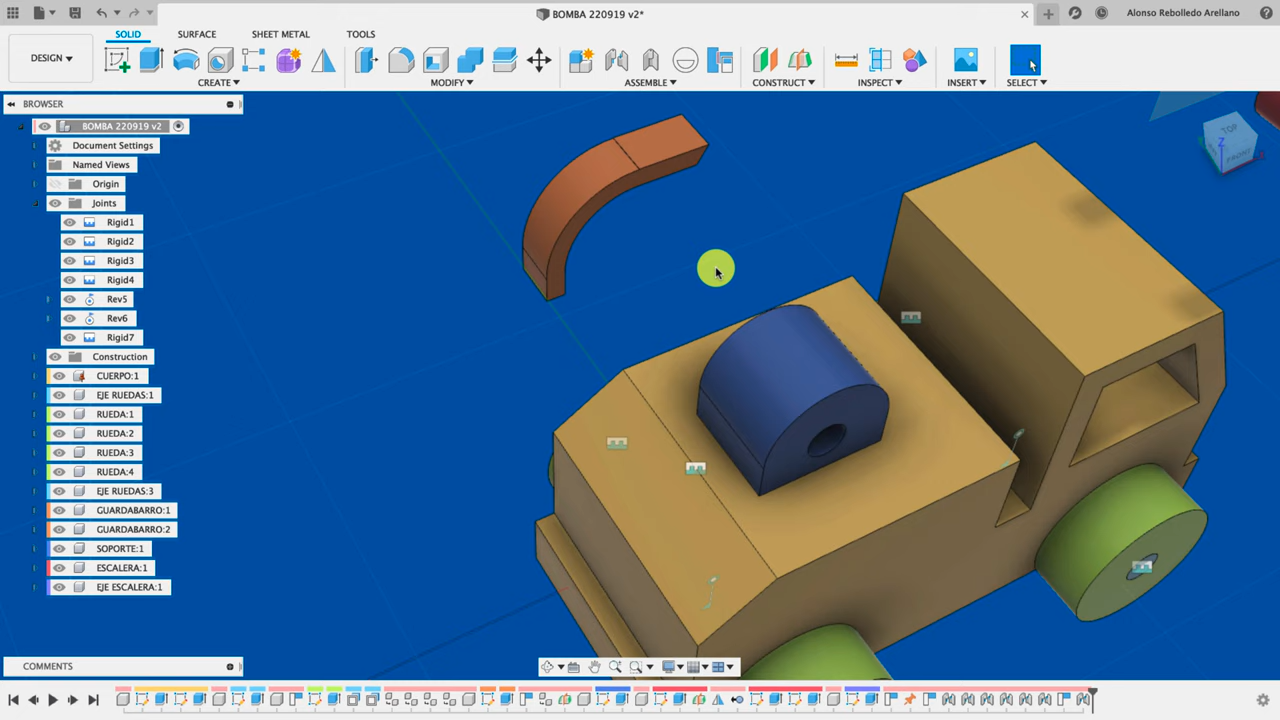 BOMBA 220919 v2*
Alonso Rebolledo Arellano
SOLID
SURFACE
SHEET METAL
TOOLS
DESIGN
CREATE
MODIFY
ASSEMBLE
CONSTRUCT
INSPECT
INSERT
SELECT
BROWSER
BOMBA 220919 v2
Document Settings
Named Views
Origin
Joints
Rigid1
Rigid2
Rigid3
Rigid4
Rev5
Rev6
Rigid7
Construction
CUERPO:1
EJE RUEDAS:1
RUEDA:1
RUEDA:2
RUEDA:3
RUEDA:4
EJE RUEDAS:3
GUARDABARRO:1
GUARDABARRO:2
SOPORTE:1
ESCALERA:1
EJE ESCALERA:1
TOP
FRONT
Z
COMMENTS